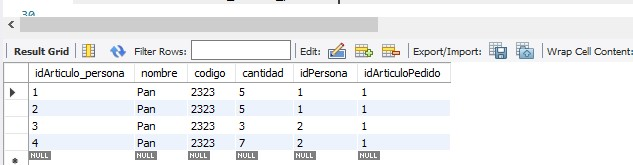 30
Result Grid Filter Rows: Edit: Export/Import: Wrap Cell Content:
idArticulo_persona nombre codigo cantidad idPersona idArticuloPedido
1 Pan 2323 5 1 1
2 Pan 2323 5 1 1
3 Pan 2323 3 2 1
4 Pan 2323 7 2 1
NULL NULL NULL NULL NULL NULL